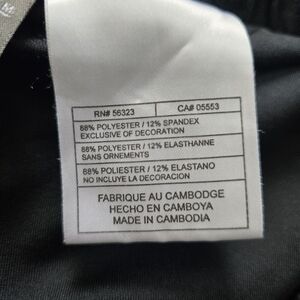 M
RN# 56323 CA# 05553
88% POLYESTER / 12% SPANDEX
EXCLUSIVE OF DECORATION
88% POLYESTER / 12% ELASTHANNE
SANS ORNEMENTS
88% POLIESTER / 12% ELASTANO
NO INCLUYE LA DECORACION
FABRIQUE AU CAMBODGE
HECHO EN CAMBOYA
MADE IN CAMBODIA